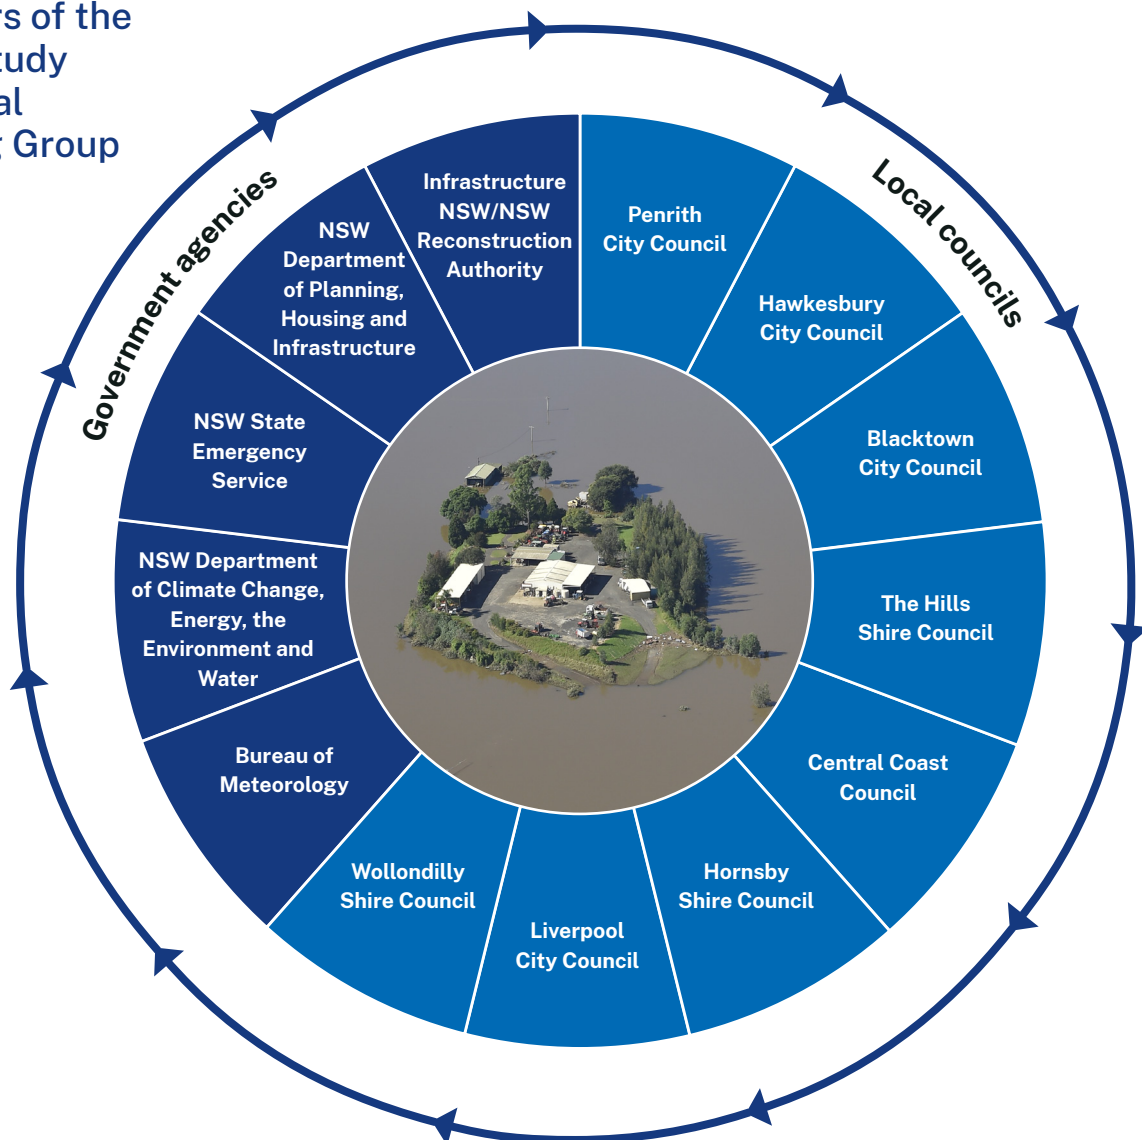 of the
Group
Government agencies
Local councils
Infrastructure
NSW/NSW
Reconstruction
Authority
Penrith
City Council
Hawkesbury
City Council
Blacktown
City Council
The Hills
Shire Council
Central Coast
Council
Hornsby
Shire Council
Liverpool
City Council
Wollondilly
Shire Council
Bureau of
Meteorology
NSW Department
of Climate Change,
Energy, the
Environment and
Water
NSW State
Emergency
Service
NSW
Department
of Planning,
Housing and
Infrastructure